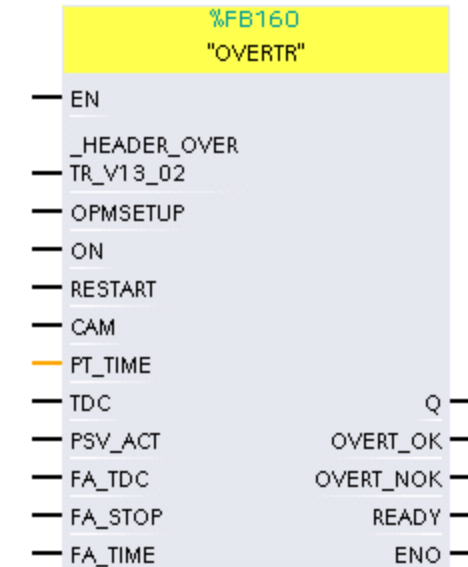 %FB160
"OVERTR"
EN
_HEADER_OVER
TR_V13_02
OPMSETUP
ON
RESTART
CAM
PT_TIME
TDC Q
PSV_ACT OVERT_OK
FA_TDC OVERT_NOK
FA_STOP READY
FA_TIME ENO